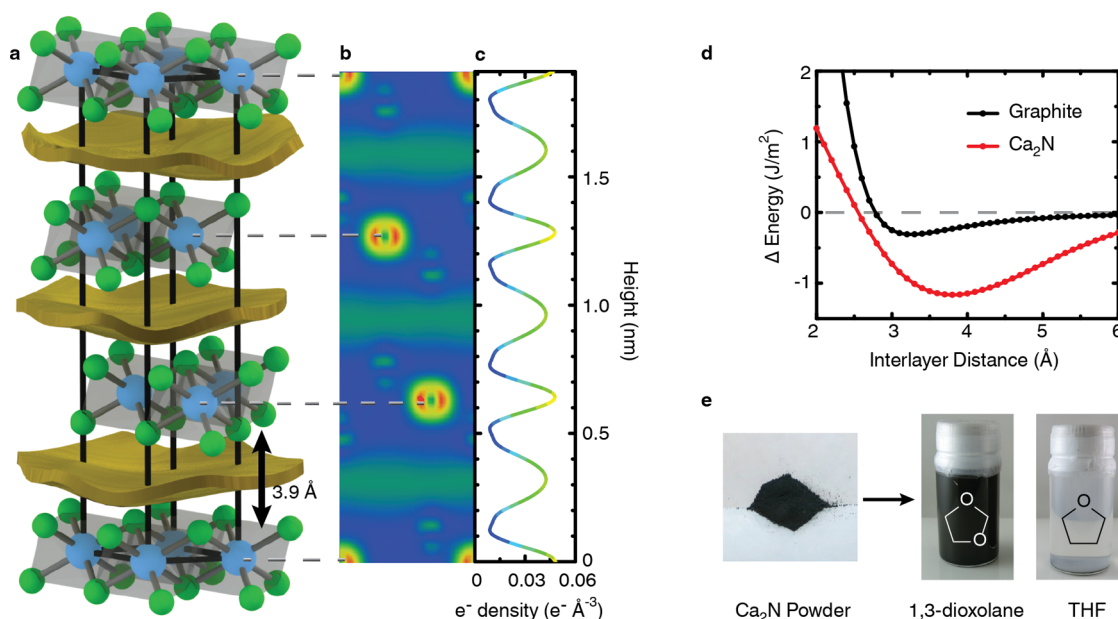 a
3.9 Å
b
c
1.5
1.0
0.5
0
Height (nm)
0 0.03 0.06
e⁻ density (e⁻ Å⁻³)
d
2
1
0
-1
Δ Energy (J/m²)
Graphite
Ca₂N
2 3 4 5 6
Interlayer Distance (Å)
e
O
O
O
Ca₂N Powder
1,3-dioxolane
THF